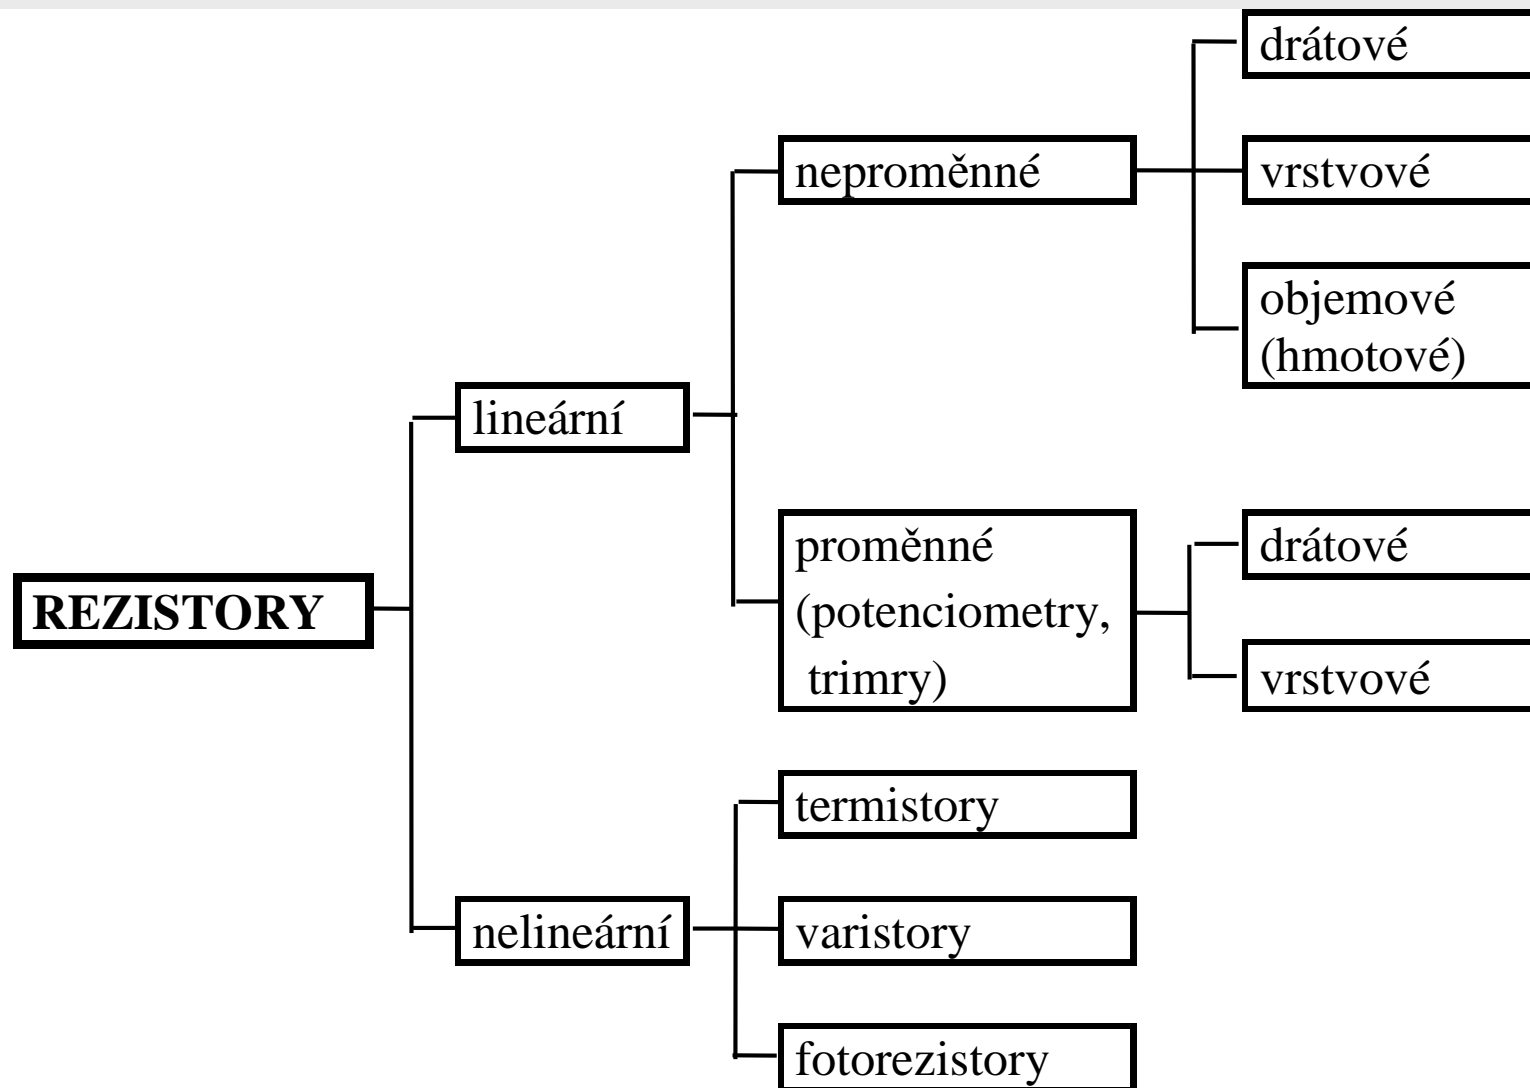 drátové
neproměnné
vrstvové
objemové
(hmotové)
lineární
proměnné
(potenciometry,
trimry)
drátové
REZISTORY
vrstvové
termistory
nelineární
varistory
fotorezistory